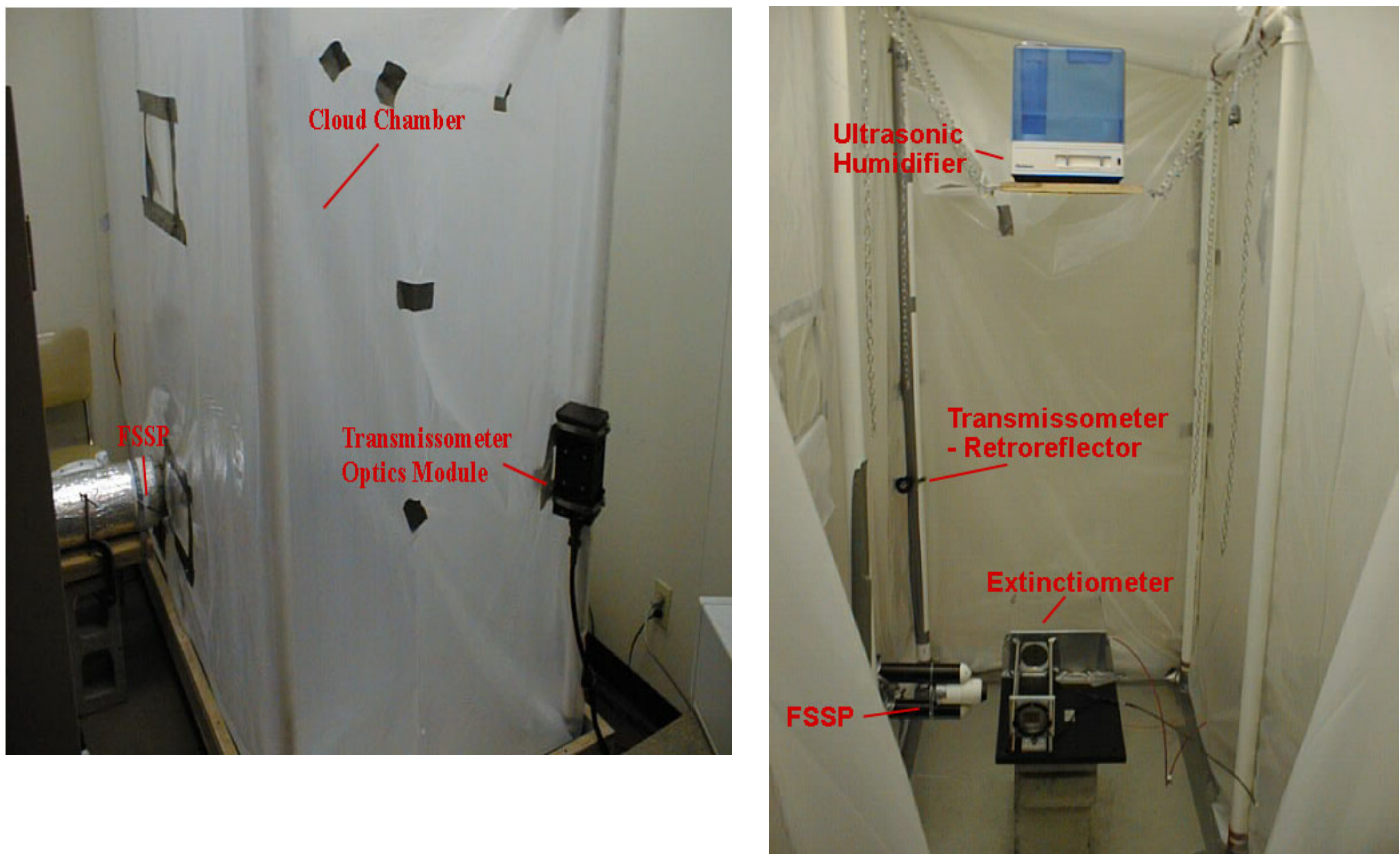 Cloud Chamber
FSSP
Transmissometer
Optics Module
Ultrasonic
Humidifier
Transmissometer
- Retroreflector
Extinctiometer
FSSP